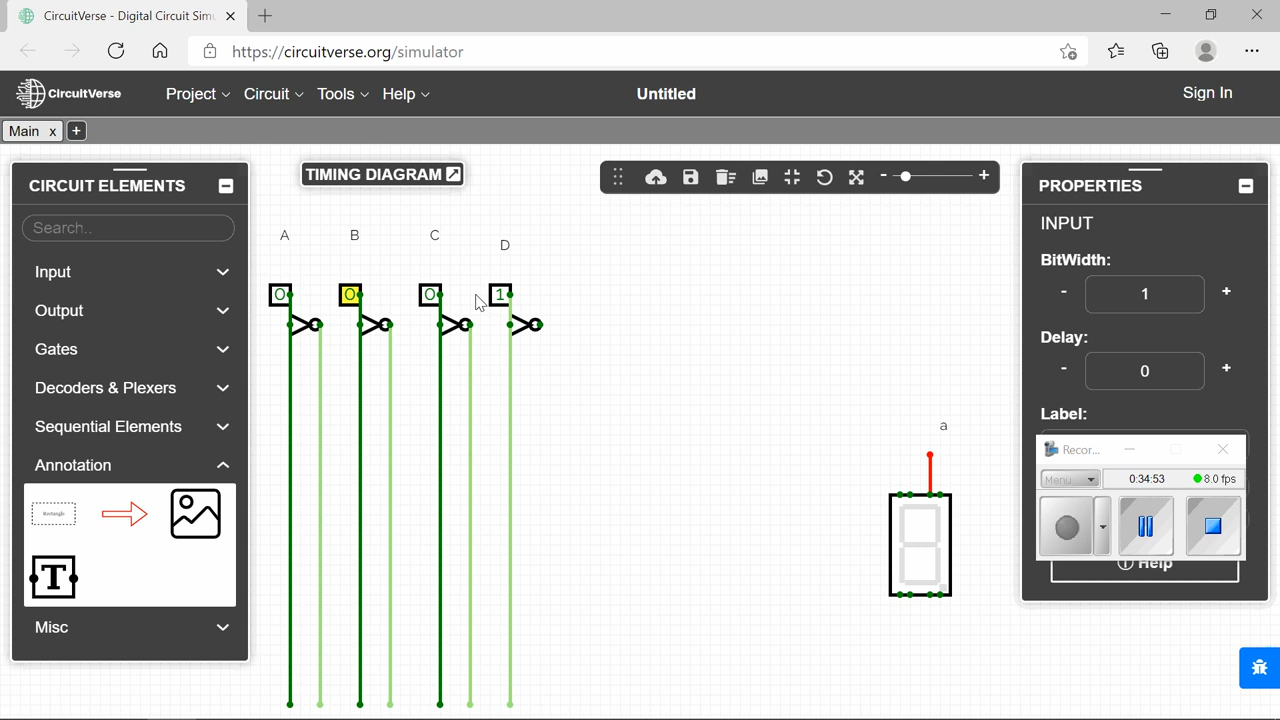 CircuitVerse - Digital Circuit Simu
https://circuitverse.org/simulator
CircuitVerse
Project
Circuit
Tools
Help
Untitled
Sign In
Main x +
CIRCUIT ELEMENTS
Search..
Input
Output
Gates
Decoders & Plexers
Sequential Elements
Annotation
Rectangle
T
Misc
TIMING DIAGRAM
- +
A
B
C
D
0
0
0
1
a
PROPERTIES
INPUT
BitWidth:
- 1 +
Delay:
- 0 +
Label:
Recor...
Menu
0:34:53
8.0 fps
Help